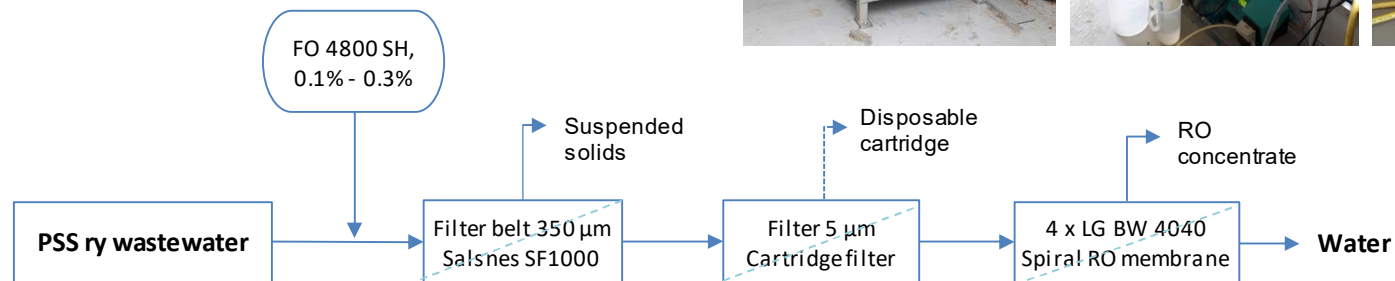 FO 4800 SH,
0.1% - 0.3%
Suspended
solids
Disposable
cartridge
RO
concentrate
PSS ry wastewater
Filter belt 350 µm
Salsnes SF1000
Filter 5 µm
Cartridge filter
4 x LG BW 4040
Spiral RO membrane
Water